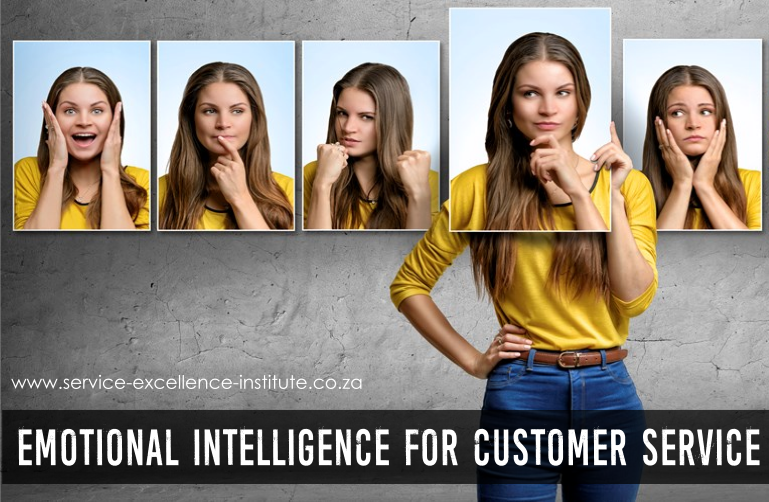 www.service-excellence-institute.co.za
EMOTIONAL INTELLIGENCE FOR CUSTOMER SERVICE